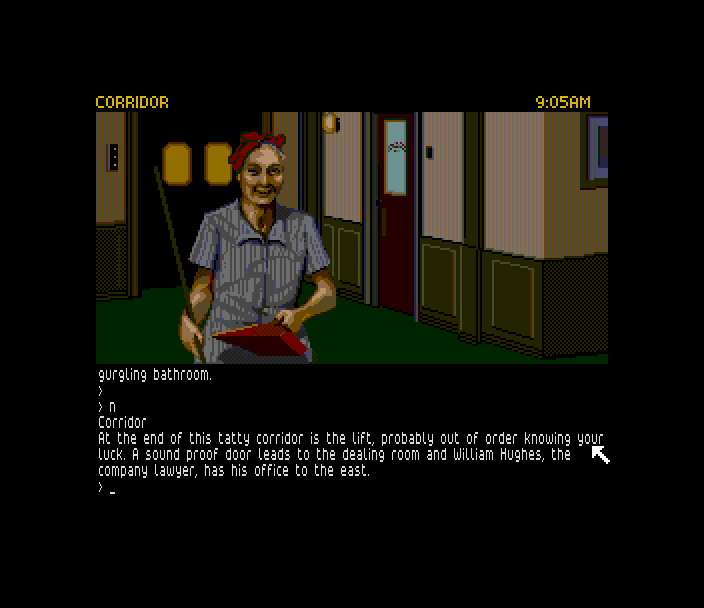 CORRIDOR 9:05AM
gurgling bathroom.
>
> n
Corridor
At the end of this tatty corridor is the lift, probably out of order knowing your
luck. A sound proof door leads to the dealing room and William Hughes, the
company lawyer, has his office to the east.
> _